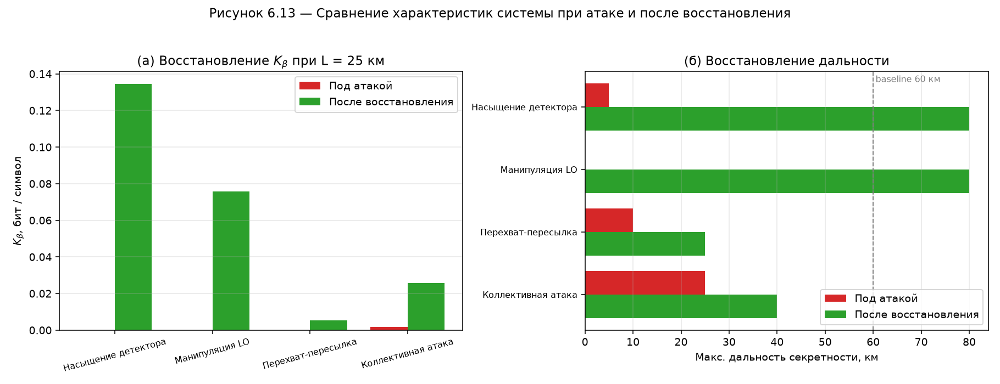 Рисунок 6.13 — Сравнение характеристик системы при атаке и после восстановления
(а) Восстановление Kβ при L = 25 км
0.14
0.12
0.10
0.08
0.06
0.04
0.02
0.00
Kβ, бит / символ
Под атакой
После восстановления
Насыщение детектора
Манипуляция LO
Перехват-пересылка
Коллективная атака
(б) Восстановление дальности
baseline 60 км
Насыщение детектора
Манипуляция LO
Перехват-пересылка
Коллективная атака
Под атакой
После восстановления
0 10 20 30 40 50 60 70 80
Макс. дальность секретности, км